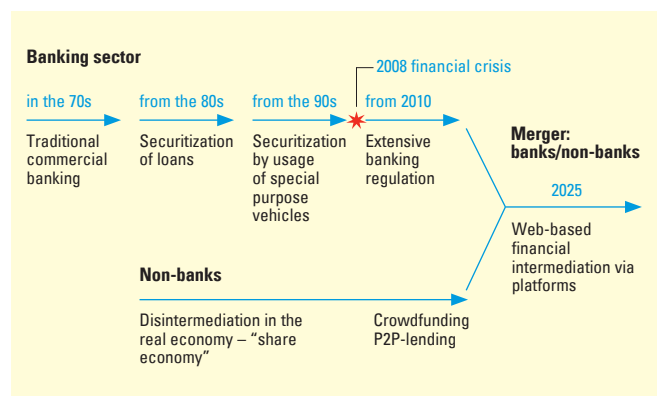 Banking sector
2008 financial crisis
in the 70s
from the 80s
from the 90s
from 2010
Traditional
commercial
banking
Securitization
of loans
Securitization
by usage
of special
purpose
vehicles
Extensive
banking
regulation
Merger:
banks/non-banks
2025
Web-based
financial
intermediation via
platforms
Non-banks
Disintermediation in the
real economy – “share
economy”
Crowdfunding
P2P-lending